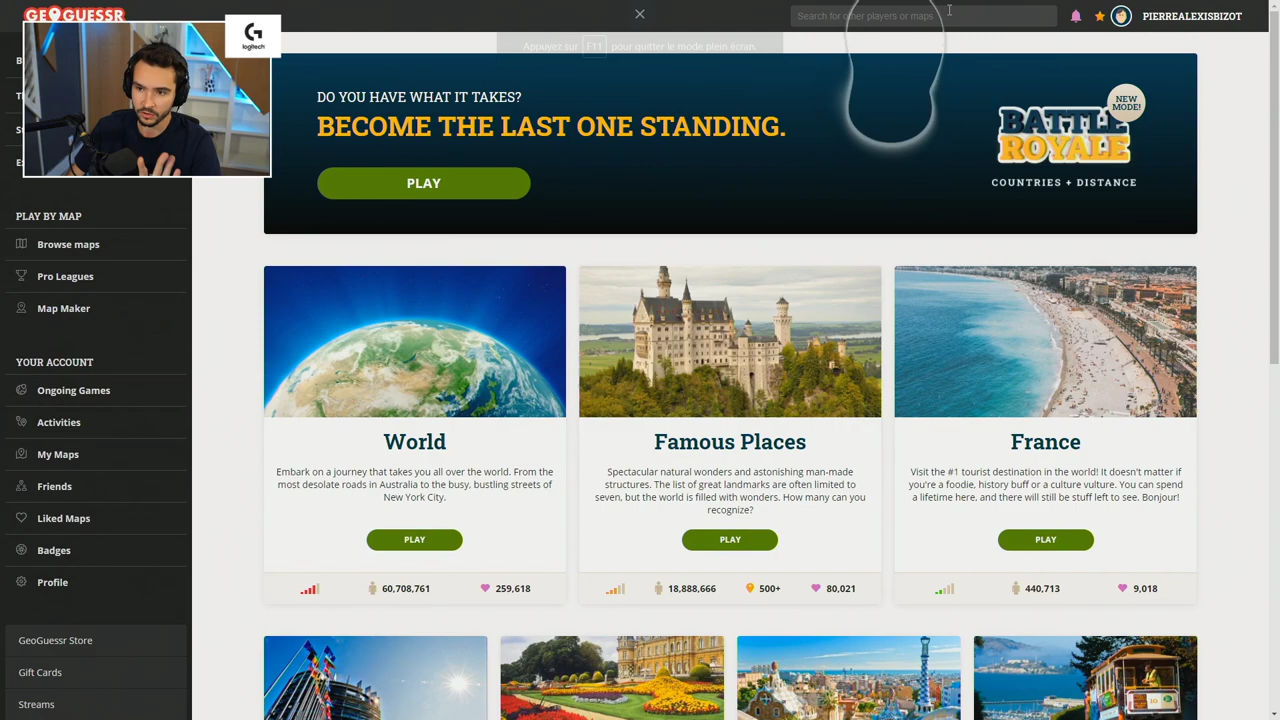 GEOGUESSR
logitech
Search for other players or maps
PIERREALEXISBIZOT
Appuyez sur F11 pour quitter le mode plein écran.
DO YOU HAVE WHAT IT TAKES?
BECOME THE LAST ONE STANDING.
PLAY
NEW
MODE!
BATTLE
ROYALE
COUNTRIES + DISTANCE
PLAY BY MAP
Browse maps
Pro Leagues
Map Maker
YOUR ACCOUNT
Ongoing Games
Activities
My Maps
Friends
Liked Maps
Badges
Profile
GeoGuessr Store
Gift Cards
Streams
World
Embark on a journey that takes you all over the world. From the
most desolate roads in Australia to the busy, bustling streets of
New York City.
PLAY
60,708,761
259,618
Famous Places
Spectacular natural wonders and astonishing man-made
structures. The list of great landmarks are often limited to
seven, but the world is filled with wonders. How many can you
recognize?
PLAY
18,888,666
500+
80,021
France
Visit the #1 tourist destination in the world! It doesn't matter if
you're a foodie, history buff or a culture vulture. You can spend
a lifetime here, and there will still be stuff left to see. Bonjour!
PLAY
440,713
9,018